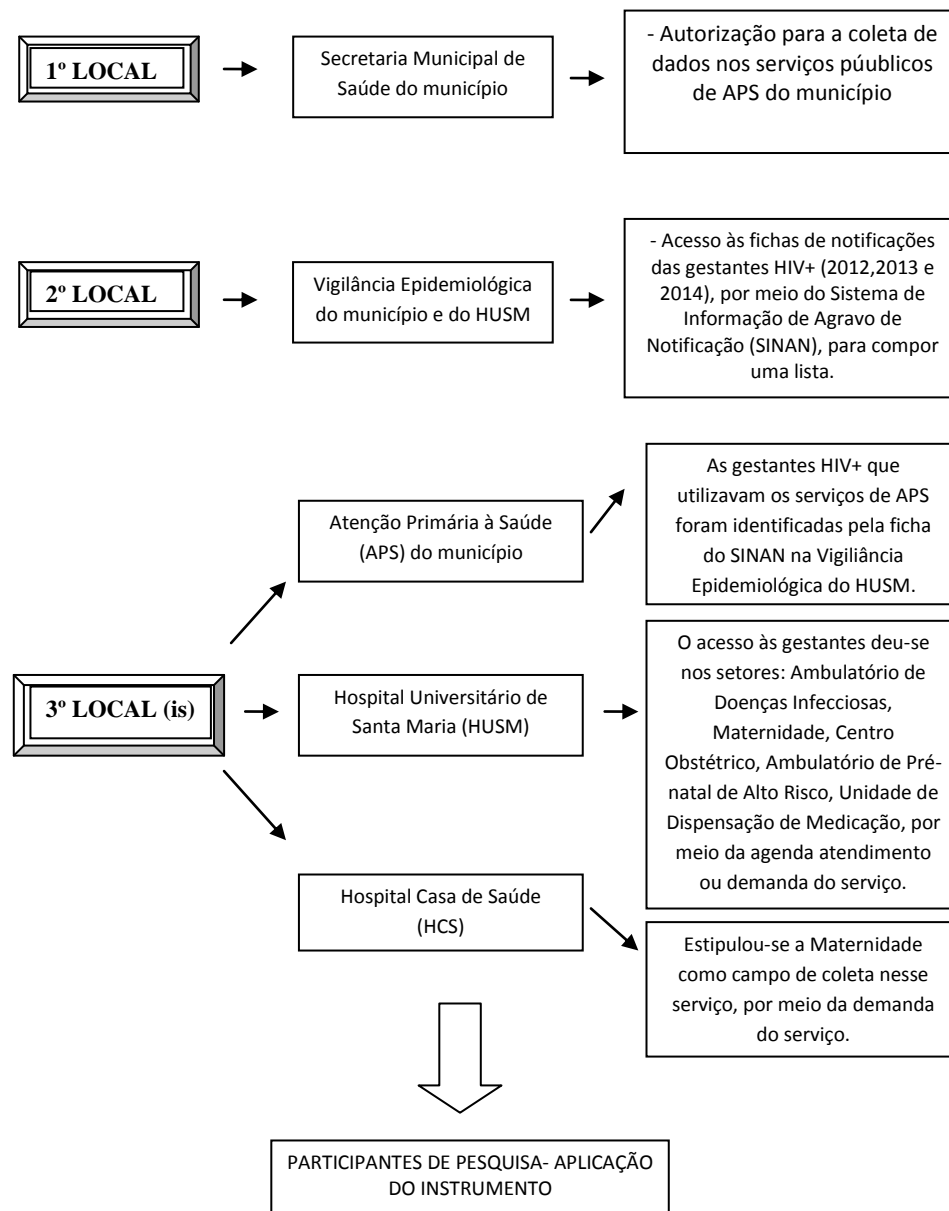 1º LOCAL
Secretaria Municipal de
Saúde do município
- Autorização para a coleta de
dados nos serviços púublicos
de APS do município
2º LOCAL
Vigilância Epidemiológica
do município e do HUSM
- Acesso às fichas de notificações
das gestantes HIV+ (2012,2013 e
2014), por meio do Sistema de
Informação de Agravo de
Notificação (SINAN), para compor
uma lista.
3º LOCAL (is)
Atenção Primária à Saúde
(APS) do município
As gestantes HIV+ que
utilizavam os serviços de APS
foram identificadas pela ficha
do SINAN na Vigiliância
Epidemiológica do HUSM.
Hospital Universitário de
Santa Maria (HUSM)
O acesso às gestantes deu-se
nos setores: Ambulatório de
Doenças Infecciosas,
Maternidade, Centro
Obstétrico, Ambulatório de Pré-
natal de Alto Risco, Unidade de
Dispensação de Medicação, por
meio da agenda atendimento
ou demanda do serviço.
Hospital Casa de Saúde
(HCS)
Estipulou-se a Maternidade
como campo de coleta nesse
serviço, por meio da demanda
do serviço.
PARTICIPANTES DE PESQUISA- APLICAÇÃO
DO INSTRUMENTO